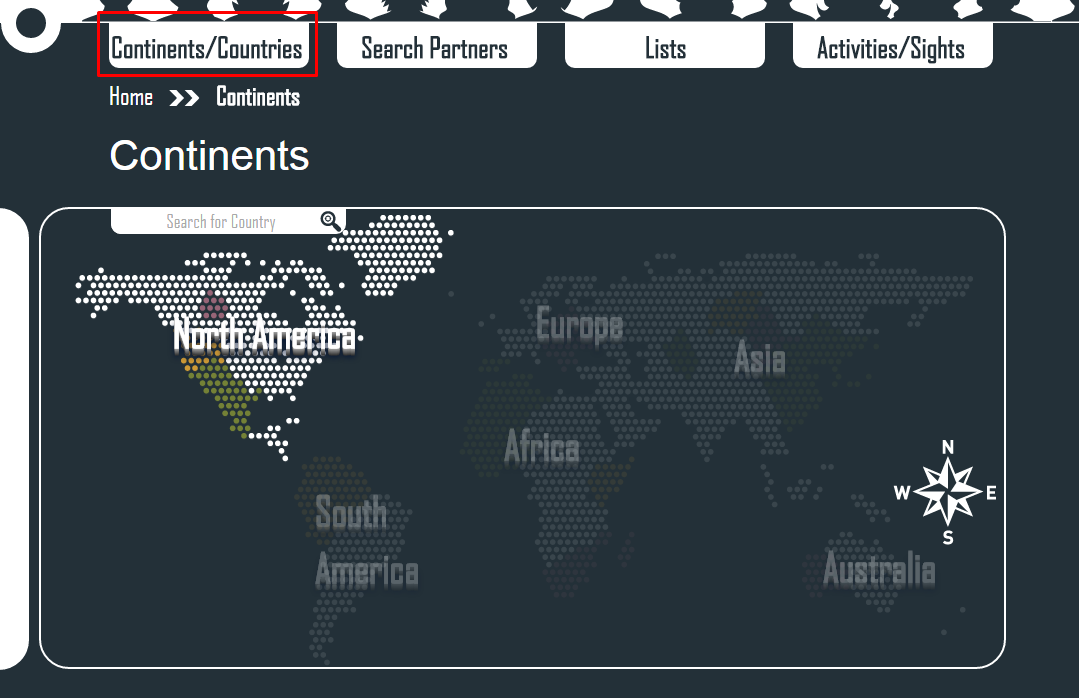 Continents/Countries
Search Partners
Lists
Activities/Sights
Home
Continents
Continents
Search for Country
North America
Europe
Asia
Africa
South
America
Australia
N
W
E
S